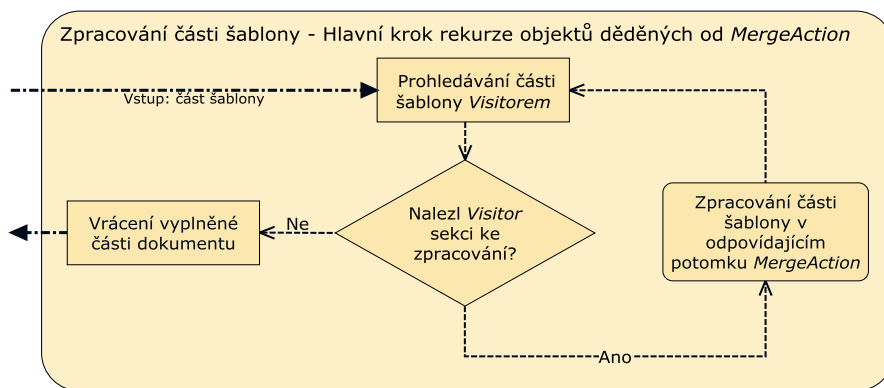 Zpracování části šablony - Hlavní krok rekurze objektů děděných od MergeAction
Prohledávání části
šablony Visitorem
Vstup: část šablony
Nalezl Visitor
sekci ke
zpracování?
Ne
Vrácení vyplněné
části dokumentu
Zpracování části
šablony v
odpovídajícím
potomku MergeAction
Ano